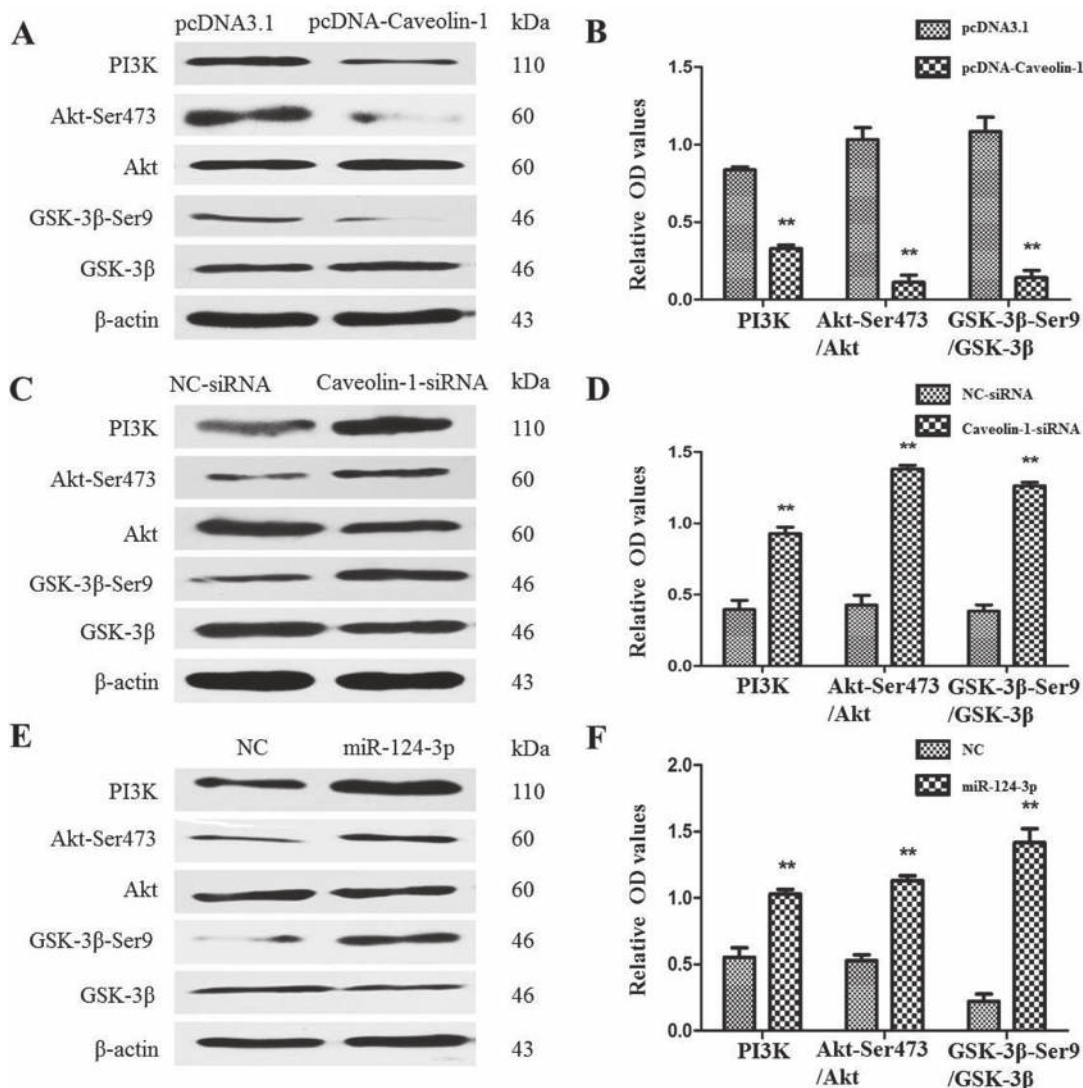 A
pcDNA3.1 pcDNA-Caveolin-1 kDa
PI3K 110
Akt-Ser473 60
Akt 60
GSK-3β-Ser9 46
GSK-3β 46
β-actin 43
B
pcDNA3.1
pcDNA-Caveolin-1
Relative OD values
1.5
1.0
0.5
0.0
** ** **
PI3K Akt-Ser473 GSK-3β-Ser9
/Akt /GSK-3β
C
NC-siRNA Caveolin-1-siRNA kDa
PI3K 110
Akt-Ser473 60
Akt 60
GSK-3β-Ser9 46
GSK-3β 46
β-actin 43
D
NC-siRNA
Caveolin-1-siRNA
Relative OD values
1.5
1.0
0.5
0.0
** ** **
PI3K Akt-Ser473 GSK-3β-Ser9
/Akt /GSK-3β
E
NC miR-124-3p kDa
PI3K 110
Akt-Ser473 60
Akt 60
GSK-3β-Ser9 46
GSK-3β 46
β-actin 43
F
NC
miR-124-3p
Relative OD values
2.0
1.5
1.0
0.5
0.0
** ** **
PI3K Akt-Ser473 GSK-3β-Ser9
/Akt /GSK-3β